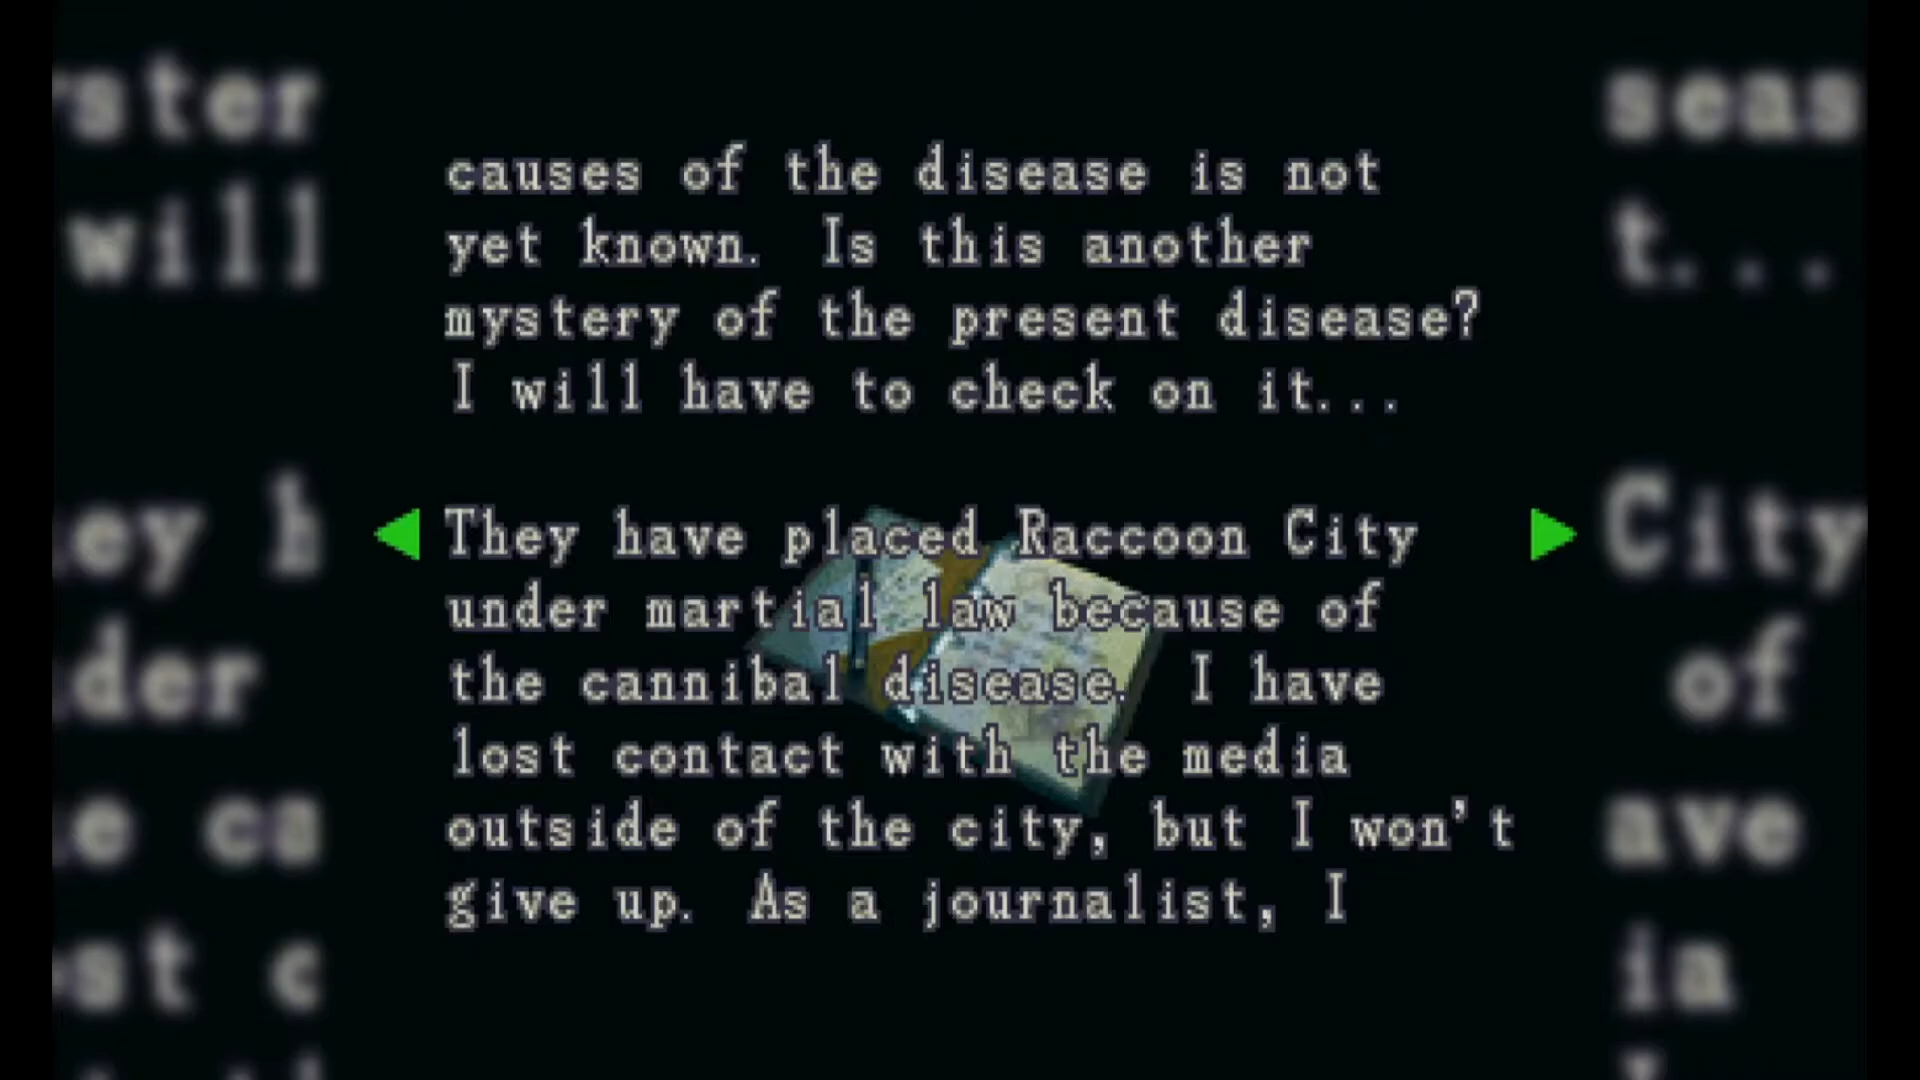 causes of the disease is not
yet known. Is this another
mystery of the present disease?
I will have to check on it...
They have placed Raccoon City
under martial law because of
the cannibal disease. I have
lost contact with the media
outside of the city, but I won't
give up. As a journalist, I